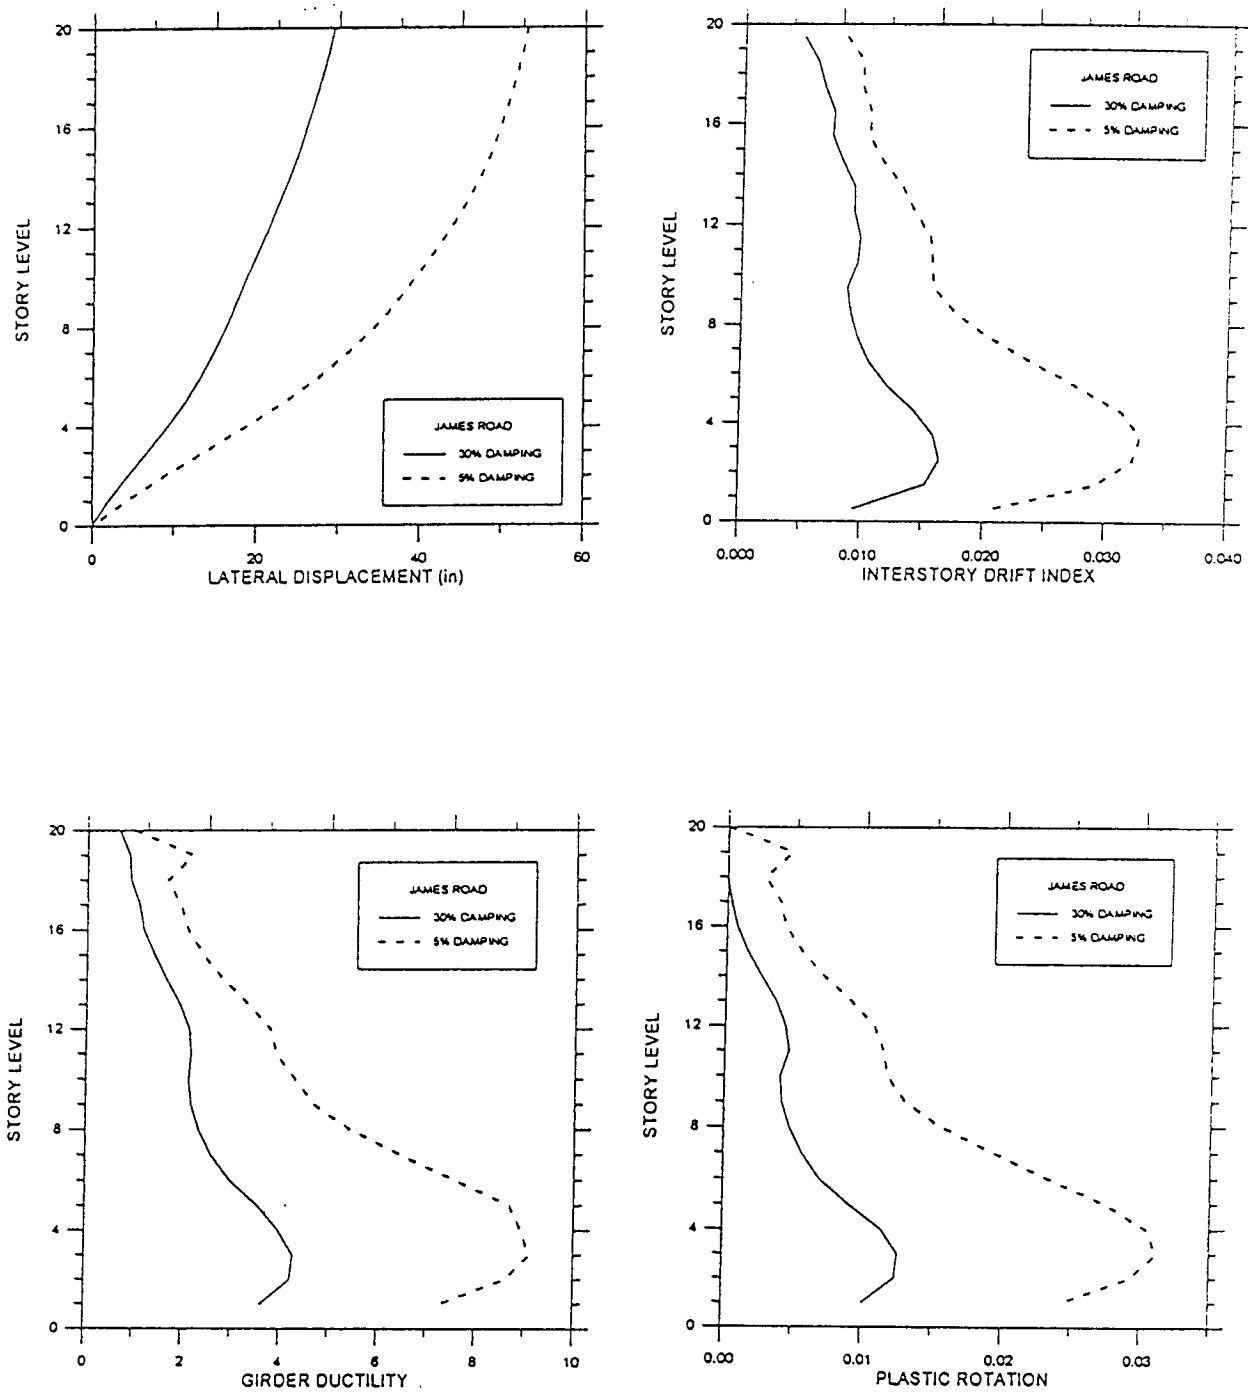 20
16
12
8
4
0
STORY LEVEL
JAMES ROAD
30% DAMPING
5% DAMPING
0 20 40 60
LATERAL DISPLACEMENT (in)
20
16
12
8
4
0
STORY LEVEL
JAMES ROAD
30% DAMPING
5% DAMPING
0.000 0.010 0.020 0.030 0.040
INTERSTORY DRIFT INDEX
20
16
12
8
4
0
STORY LEVEL
JAMES ROAD
30% DAMPING
5% DAMPING
0 2 4 6 8 10
GIRDER DUCTILITY
20
16
12
8
4
0
STORY LEVEL
JAMES ROAD
30% DAMPING
5% DAMPING
0.00 0.01 0.02 0.03
PLASTIC ROTATION